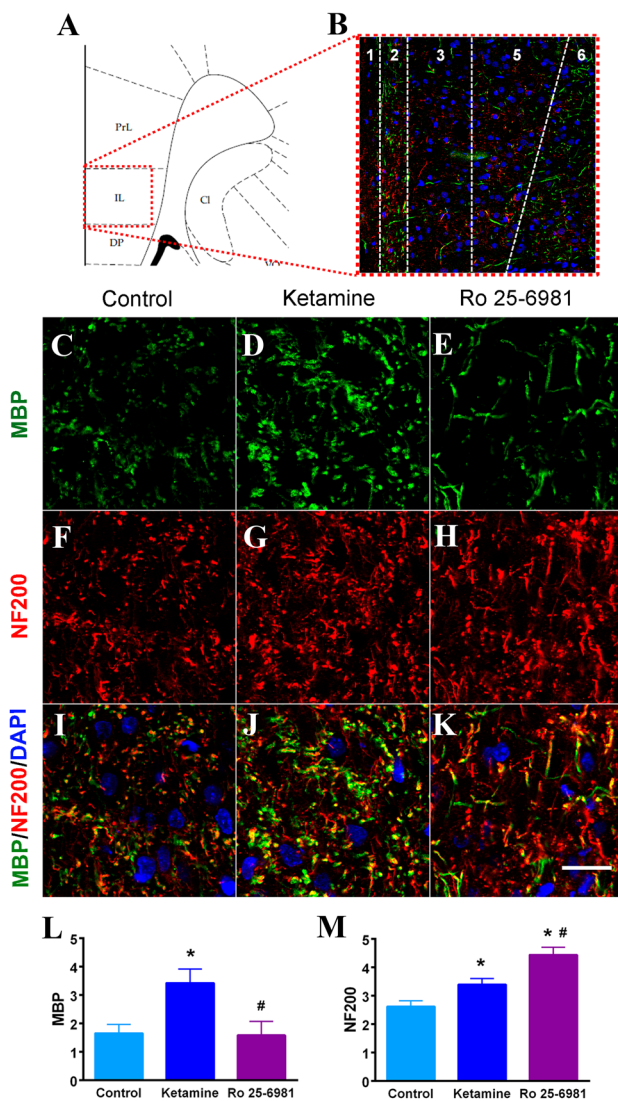 A
B
PrL
IL
DP
Cl
VO
1 2 3 5 6
Control Ketamine Ro 25-6981
C D E
MBP
F G H
NF200
I J K
MBP/NF200/DAPI
L
M
MBP
5
4
3
2
1
0
*
#
Control Ketamine Ro 25-6981
NF200
5
4
3
2
1
0
*
* #
Control Ketamine Ro 25-6981